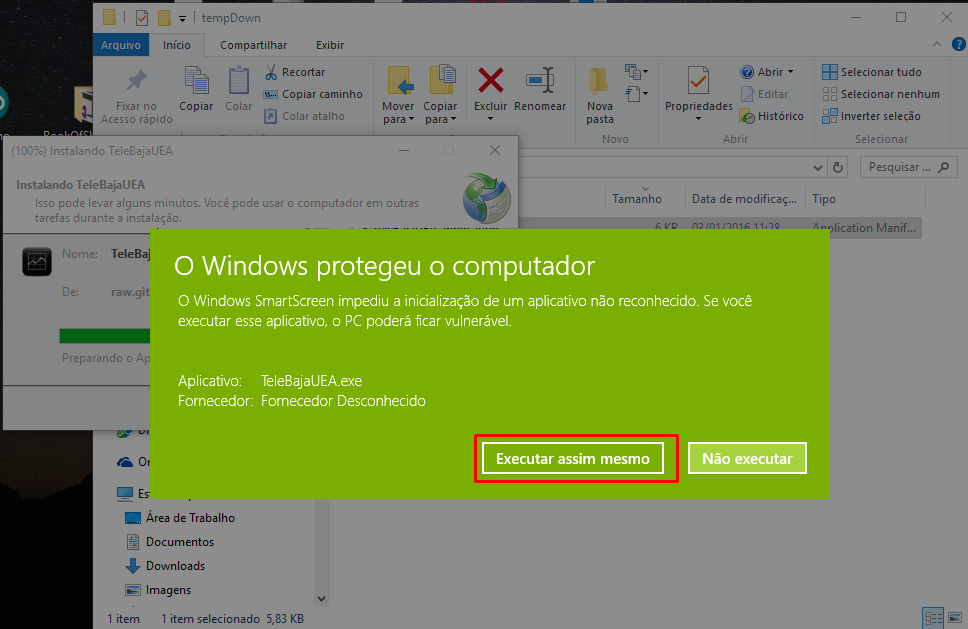 tempDown
Arquivo
Início
Compartilhar
Exibir
Fixar no
Acesso rápido
Copiar
Colar
Recortar
Copiar caminho
Colar atalho
Mover
para
Copiar
para
Excluir
Renomear
Nova
pasta
Novo
Propriedades
Abrir
Editar
Histórico
Abrir
Selecionar tudo
Selecionar nenhum
Inverter seleção
Selecionar
(100%) Instalando TeleBajaUEA
Instalando TeleBajaUEA
Isso pode levar alguns minutos. Você pode usar o computador em outras
tarefas durante a instalação.
Nome: TeleBaj
De: raw.git
Preparando o Ap
Pesquisar ...
Tamanho
Data de modificaç...
Tipo
6 KR
03/01/2016 11:28
Application Manif...
O Windows protegeu o computador
O Windows SmartScreen impediu a inicialização de um aplicativo não reconhecido. Se você
executar esse aplicativo, o PC poderá ficar vulnerável.
Aplicativo: TeleBajaUEA.exe
Fornecedor: Fornecedor Desconhecido
Executar assim mesmo
Não executar
Área de Trabalho
Documentos
Downloads
Imagens
1 item
1 item selecionado 5,83 KB